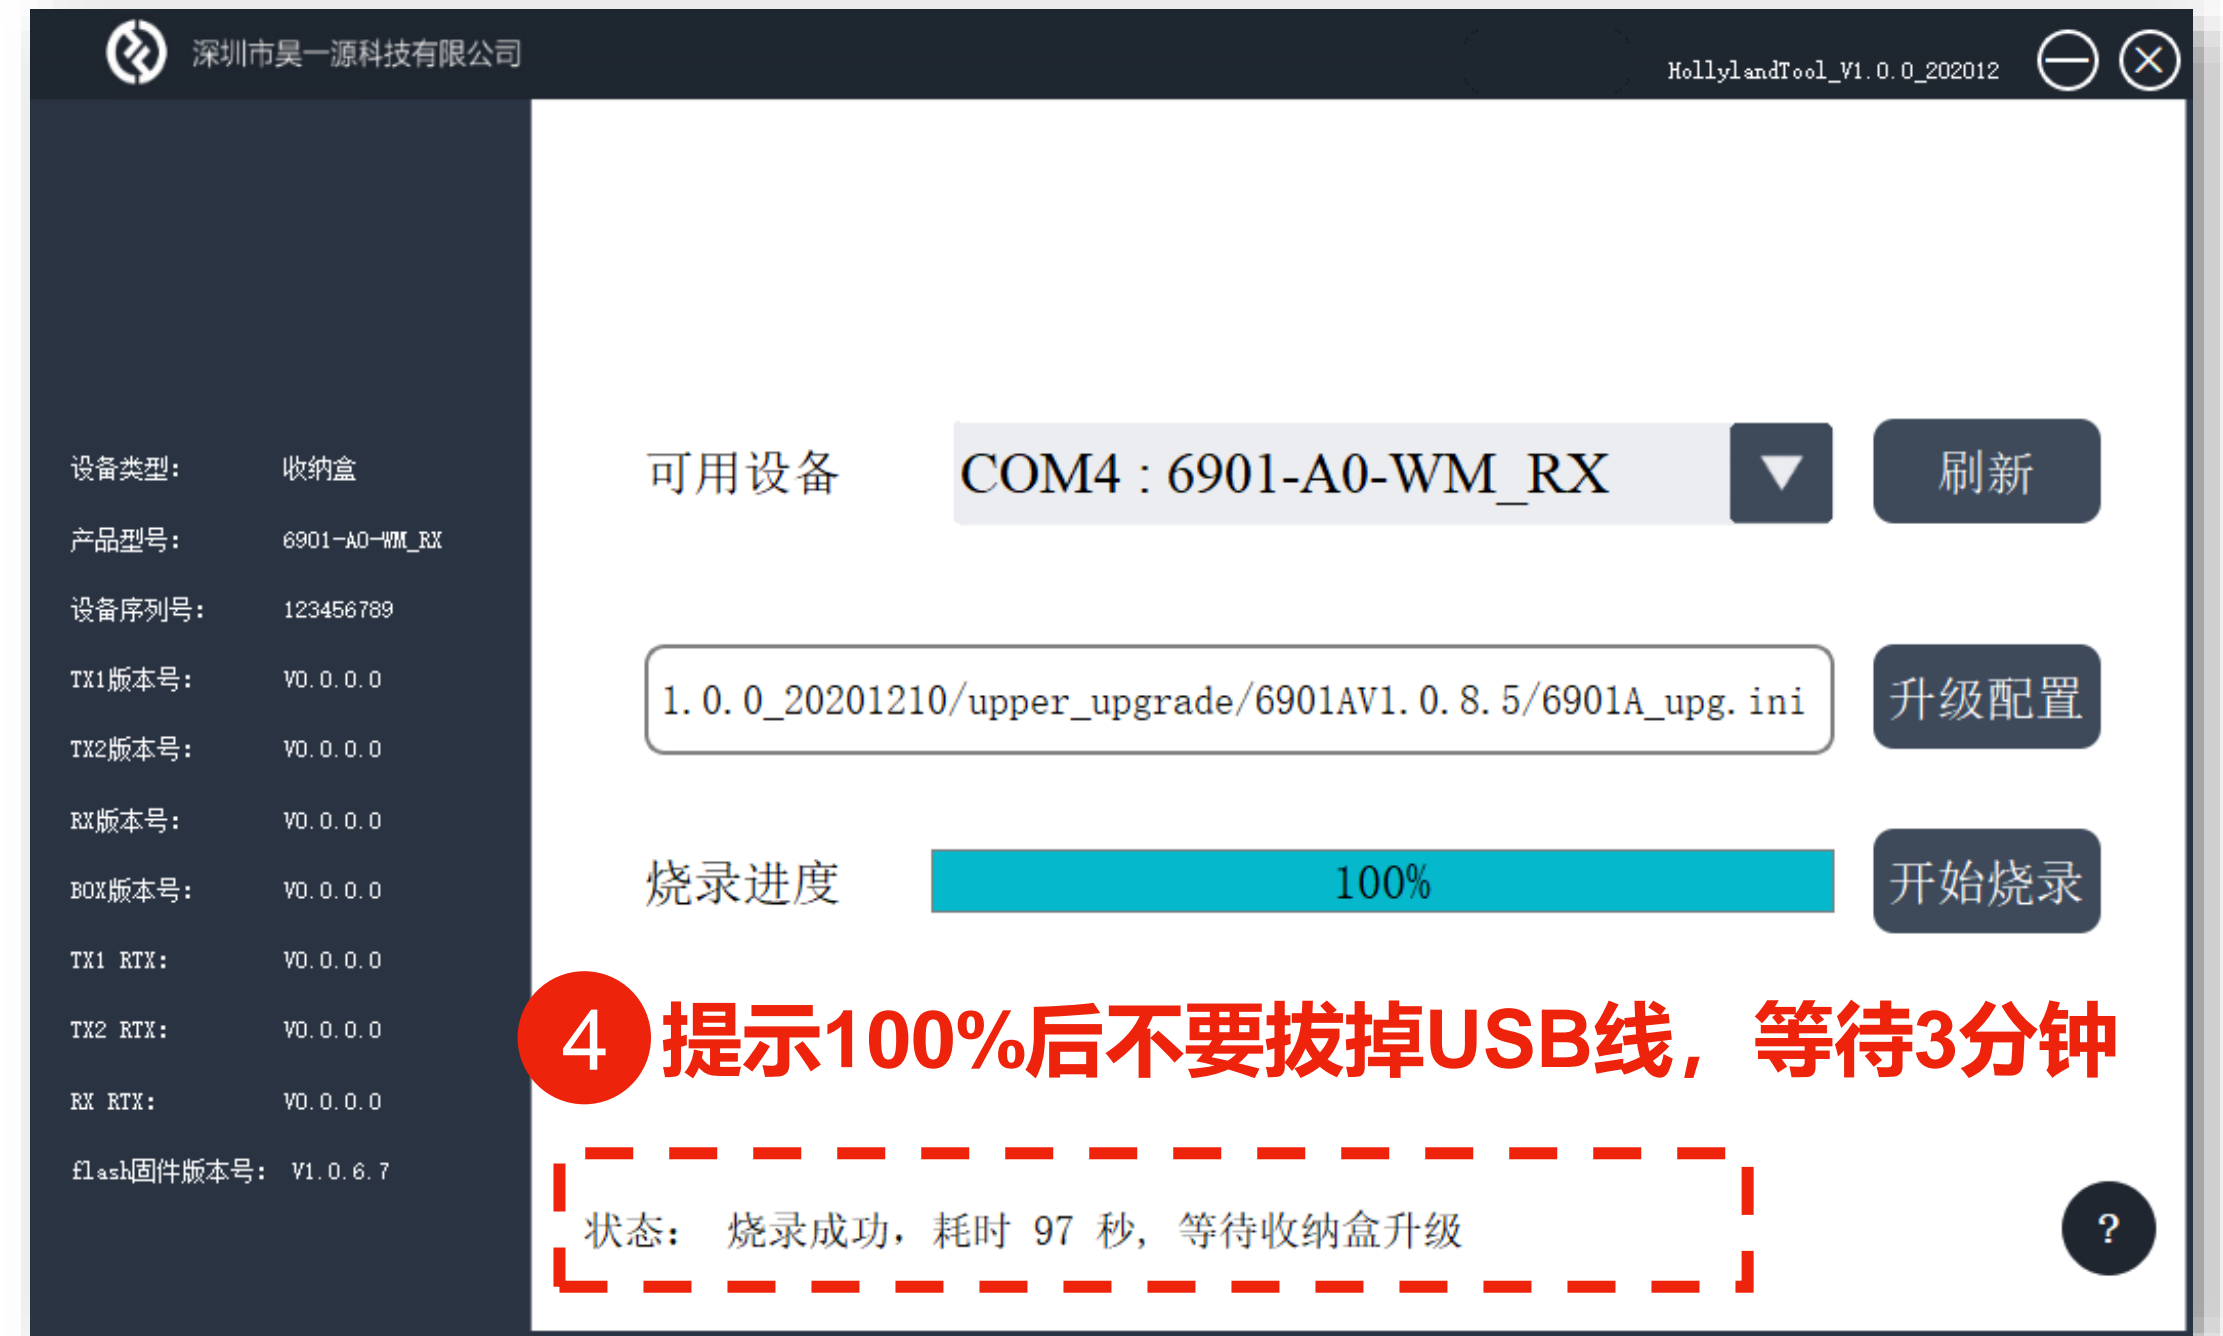 深圳市昊一源科技有限公司
HollylandTool_V1.0.0_202012
设备类型: 收纳盒
产品型号: 6901-A0-WM_RX
设备序列号: 123456789
TX1版本号: V0.0.0.0
TX2版本号: V0.0.0.0
RX版本号: V0.0.0.0
BOX版本号: V0.0.0.0
TX1 RTX: V0.0.0.0
TX2 RTX: V0.0.0.0
RX RTX: V0.0.0.0
flash固件版本号: V1.0.6.7
可用设备 COM4 : 6901-A0-WM_RX 刷新
1.0.0_20201210/upper_upgrade/6901AV1.0.8.5/6901A_upg.ini 升级配置
烧录进度 100% 开始烧录
4 提示100%后不要拔掉USB线，等待3分钟
状态： 烧录成功，耗时 97 秒, 等待收纳盒升级
?